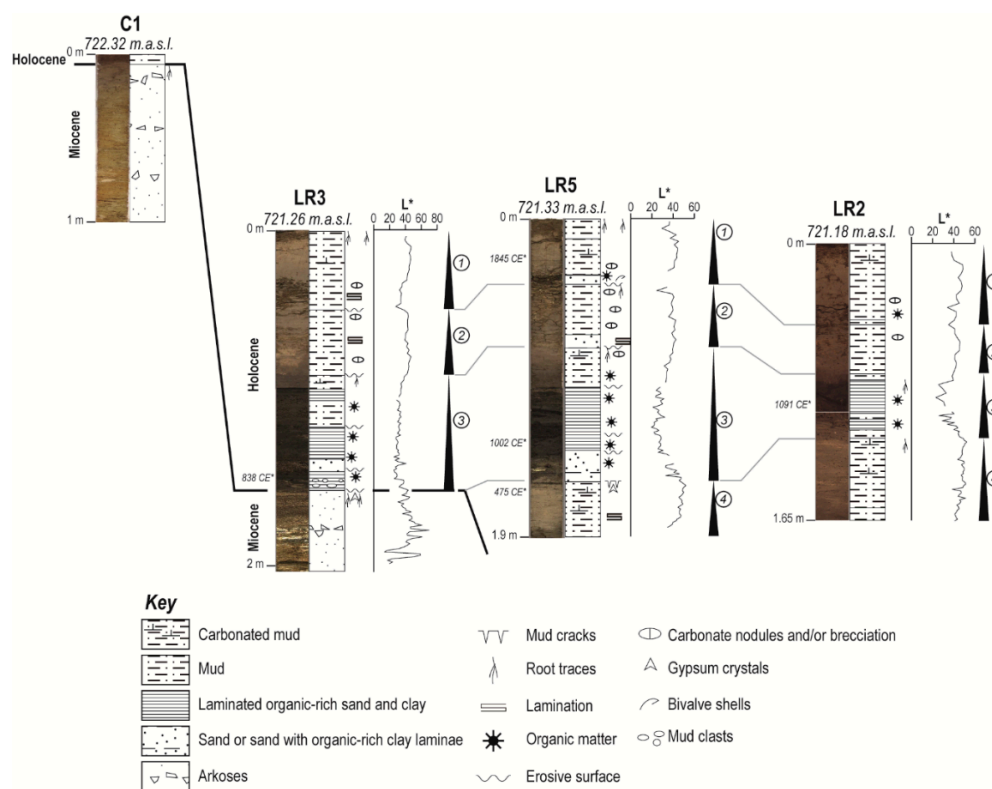 C1
722.32 m.a.s.l.
0 m
Holocene
Miocene
1 m
LR3
721.26 m.a.s.l.
0 m
L*
0 20 40 60 80
Holocene
838 CE*
Miocene
2 m
1
2
3
LR5
721.33 m.a.s.l.
0 m
L*
0 20 40 60
1845 CE*
1002 CE*
475 CE*
1.9 m
1
2
3
4
LR2
721.18 m.a.s.l.
0 m
L*
0 20 40 60
1091 CE*
1.65 m
Key
Carbonated mud
Mud
Laminated organic-rich sand and clay
Sand or sand with organic-rich clay laminae
Arkoses
Mud cracks
Root traces
Lamination
Organic matter
Erosive surface
Carbonate nodules and/or brecciation
Gypsum crystals
Bivalve shells
Mud clasts